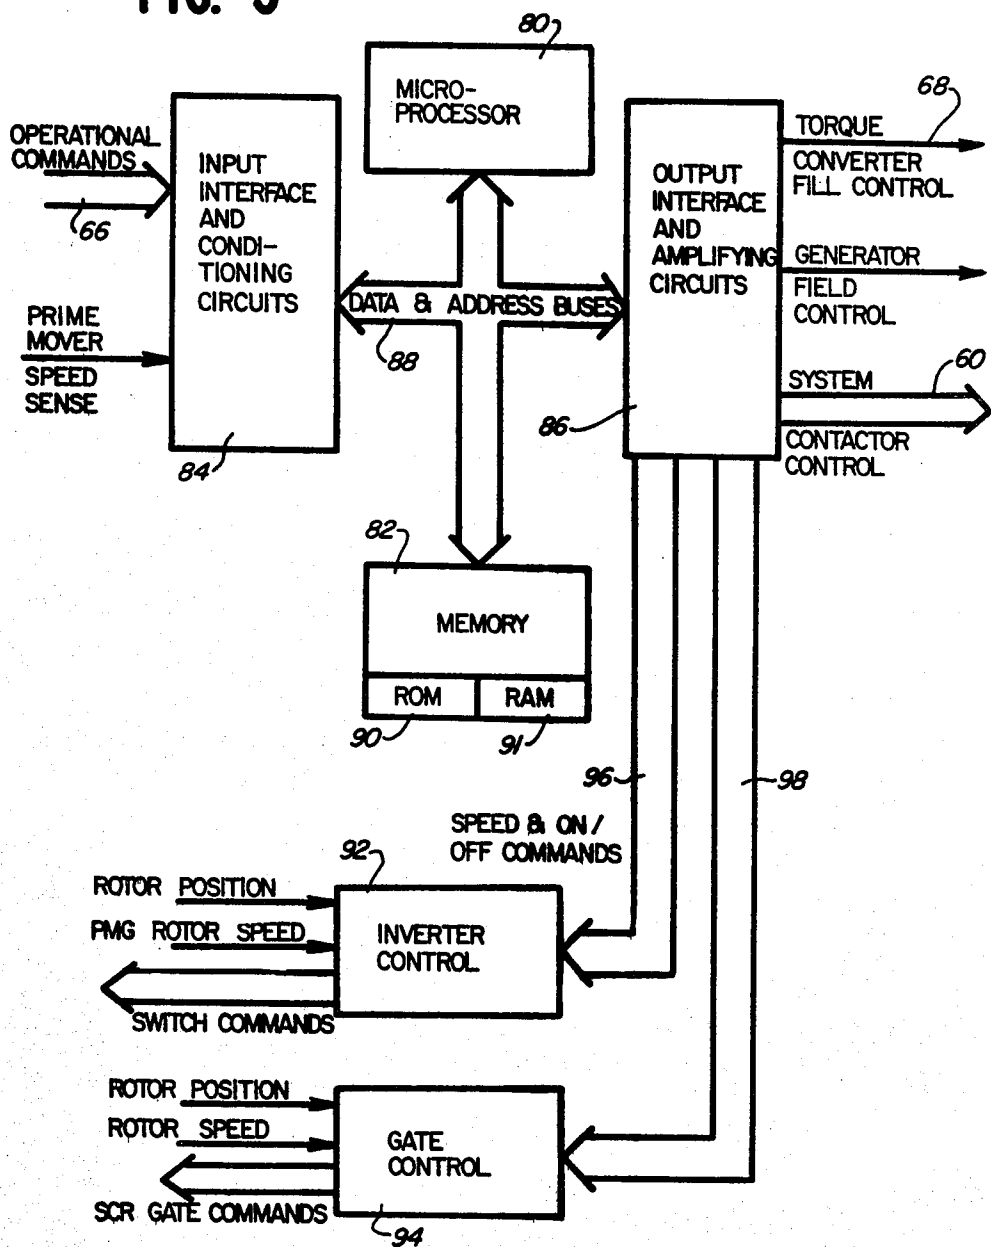 80
MICRO-
PROCESSOR
68
OPERATIONAL
COMMANDS
66
INPUT
INTERFACE
AND
CONDI-
TIONING
CIRCUITS
OUTPUT
INTERFACE
AND
AMPLIFYING
CIRCUITS
TORQUE
CONVERTER
FILL CONTROL
GENERATOR
FIELD
CONTROL
DATA & ADDRESS BUSES
88
PRIME
MOVER
SPEED
SENSE
84
86
SYSTEM
60
CONTACTOR
CONTROL
82
MEMORY
ROM
RAM
90
91
96
98
SPEED & ON/
OFF COMMANDS
92
ROTOR POSITION
PMG ROTOR SPEED
INVERTER
CONTROL
SWITCH COMMANDS
ROTOR POSITION
ROTOR SPEED
GATE
CONTROL
SCR GATE COMMANDS
94